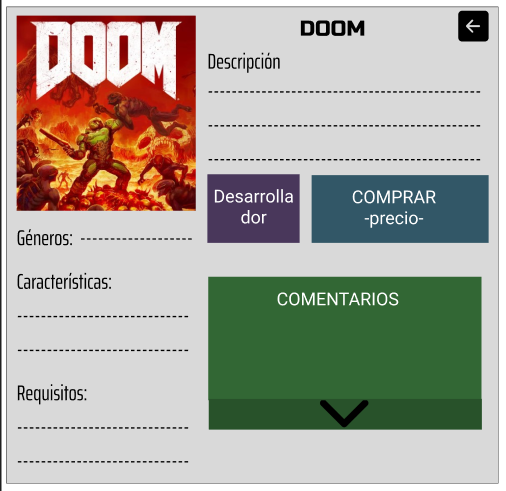 DOOM
DOOM
Descripción
Desarrolla
dor
COMPRAR
-precio-
Géneros:
Características:
COMENTARIOS
Requisitos: